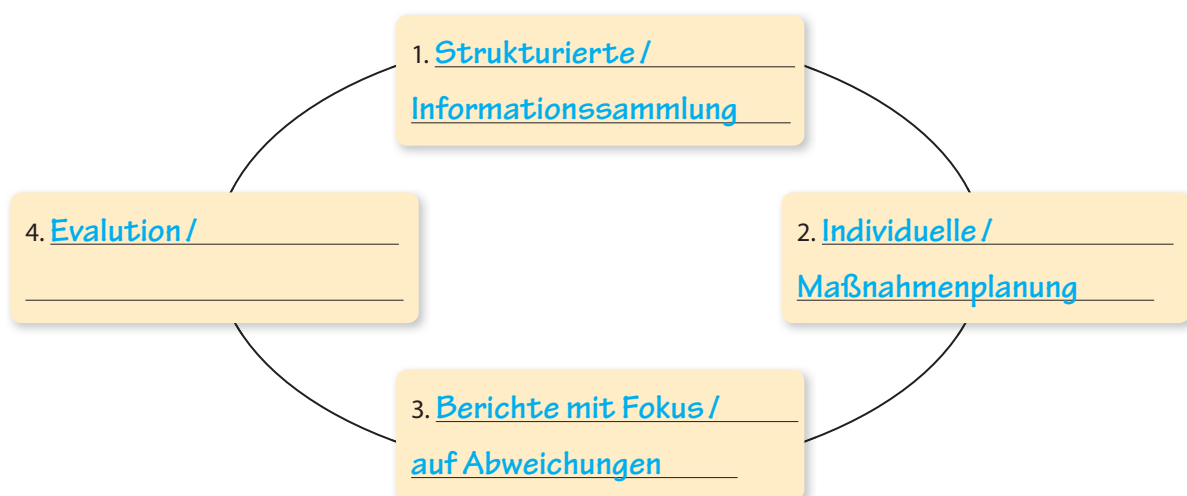 1. Strukturierte /
Informationssammlung
4. Evalution /
2. Individuelle /
Maßnahmenplanung
3. Berichte mit Fokus /
auf Abweichungen